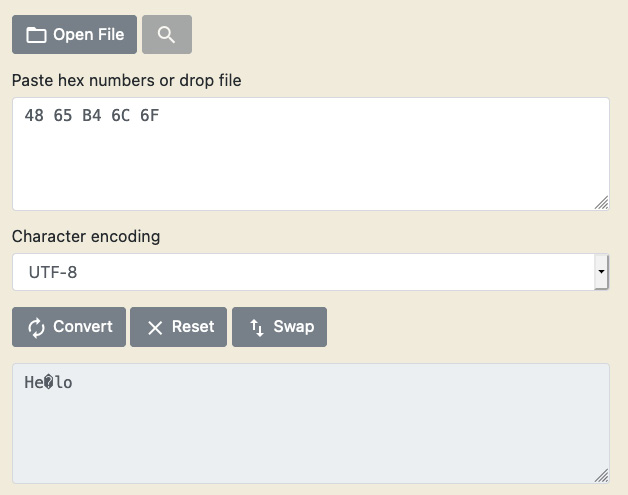 Open File
Paste hex numbers or drop file
48 65 B4 6C 6F
Character encoding
UTF-8
Convert Reset Swap
He�lo